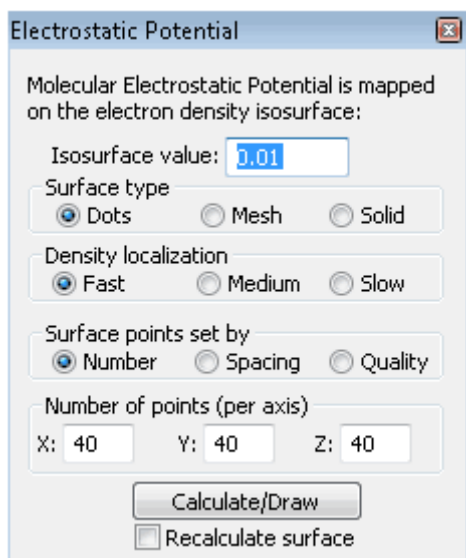 Electrostatic Potential
Molecular Electrostatic Potential is mapped
on the electron density isosurface:
Isosurface value: 0.01
Surface type
Dots Mesh Solid
Density localization
Fast Medium Slow
Surface points set by
Number Spacing Quality
Number of points (per axis)
X: 40 Y: 40 Z: 40
Calculate/Draw
Recalculate surface